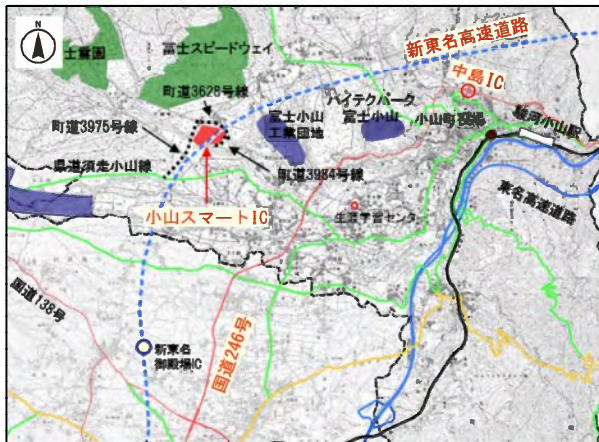 N
富士霊園
富士スピードウェイ
新東名高速道路
中島IC
町道3628号線
ハイテクパーク
富士小山
富士小山
工業団地
小山町役場
駿河小山駅
町道3975号線
県道須走小山線
町道3984号線
東名高速道路
小山スマートIC
生涯学習センター
国道138号
国道246号
新東名
御殿場IC